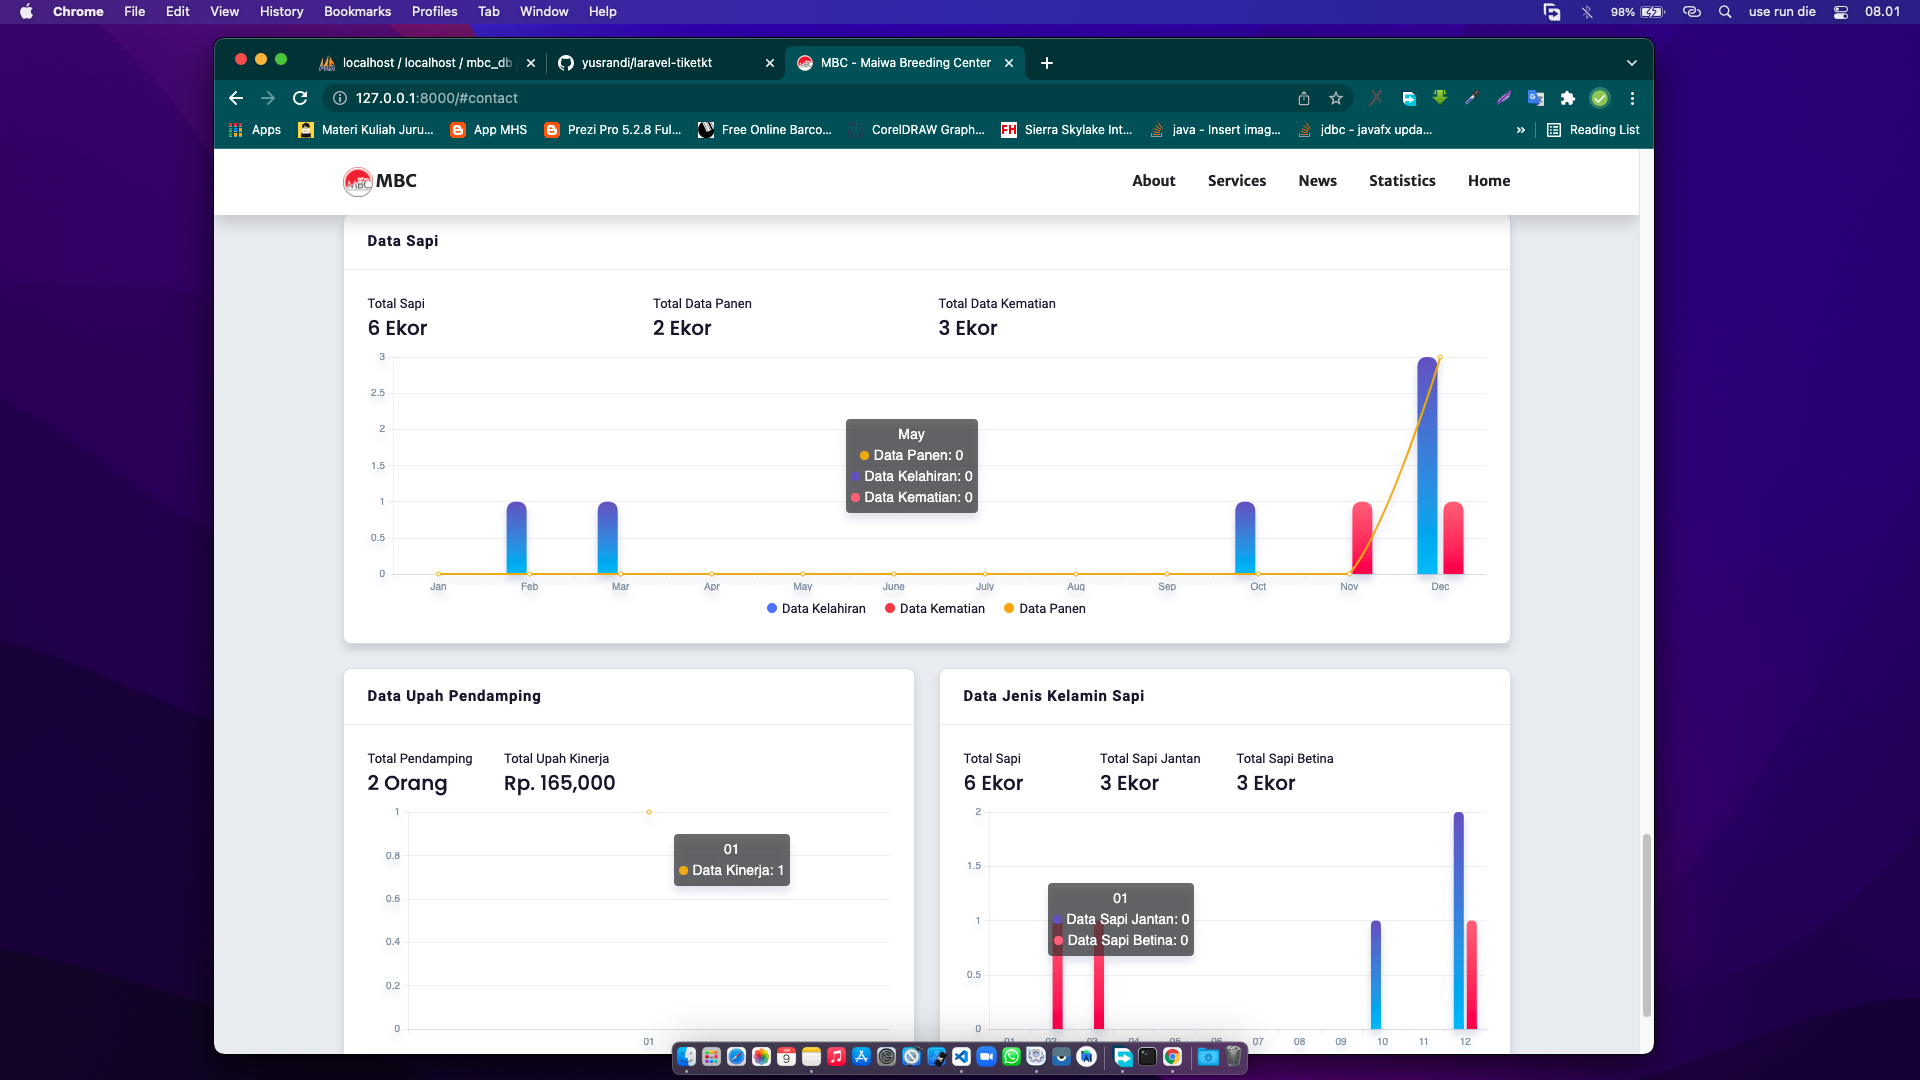 Chrome File Edit View History Bookmarks Profiles Tab Window Help 98% use run die 08.01
localhost / localhost / mbc_db yusrandi/laravel-tiketkt MBC - Maiwa Breeding Center
127.0.0.1:8000/#contact
Apps Materi Kuliah Juru... App MHS Prezi Pro 5.2.8 Ful... Free Online Barco... CorelDRAW Graph... FH Sierra Skylake Int... java - Insert imag... jdbc - javafx upda... » Reading List
MBC About Services News Statistics Home
Data Sapi
Total Sapi Total Data Panen Total Data Kematian
6 Ekor 2 Ekor 3 Ekor
3
2.5
2
1.5
1
0.5
0
May
Data Panen: 0
Data Kelahiran: 0
Data Kematian: 0
Jan Feb Mar Apr May June July Aug Sep Oct Nov Dec
Data Kelahiran Data Kematian Data Panen
Data Upah Pendamping
Total Pendamping Total Upah Kinerja
2 Orang Rp. 165,000
1
0.8
0.6
0.4
0.2
0
01
Data Kinerja: 1
01
Data Jenis Kelamin Sapi
Total Sapi Total Sapi Jantan Total Sapi Betina
6 Ekor 3 Ekor 3 Ekor
2
1.5
1
0.5
0
01
Data Sapi Jantan: 0
Data Sapi Betina: 0
01 02 03 07 08 09 10 11 12
9